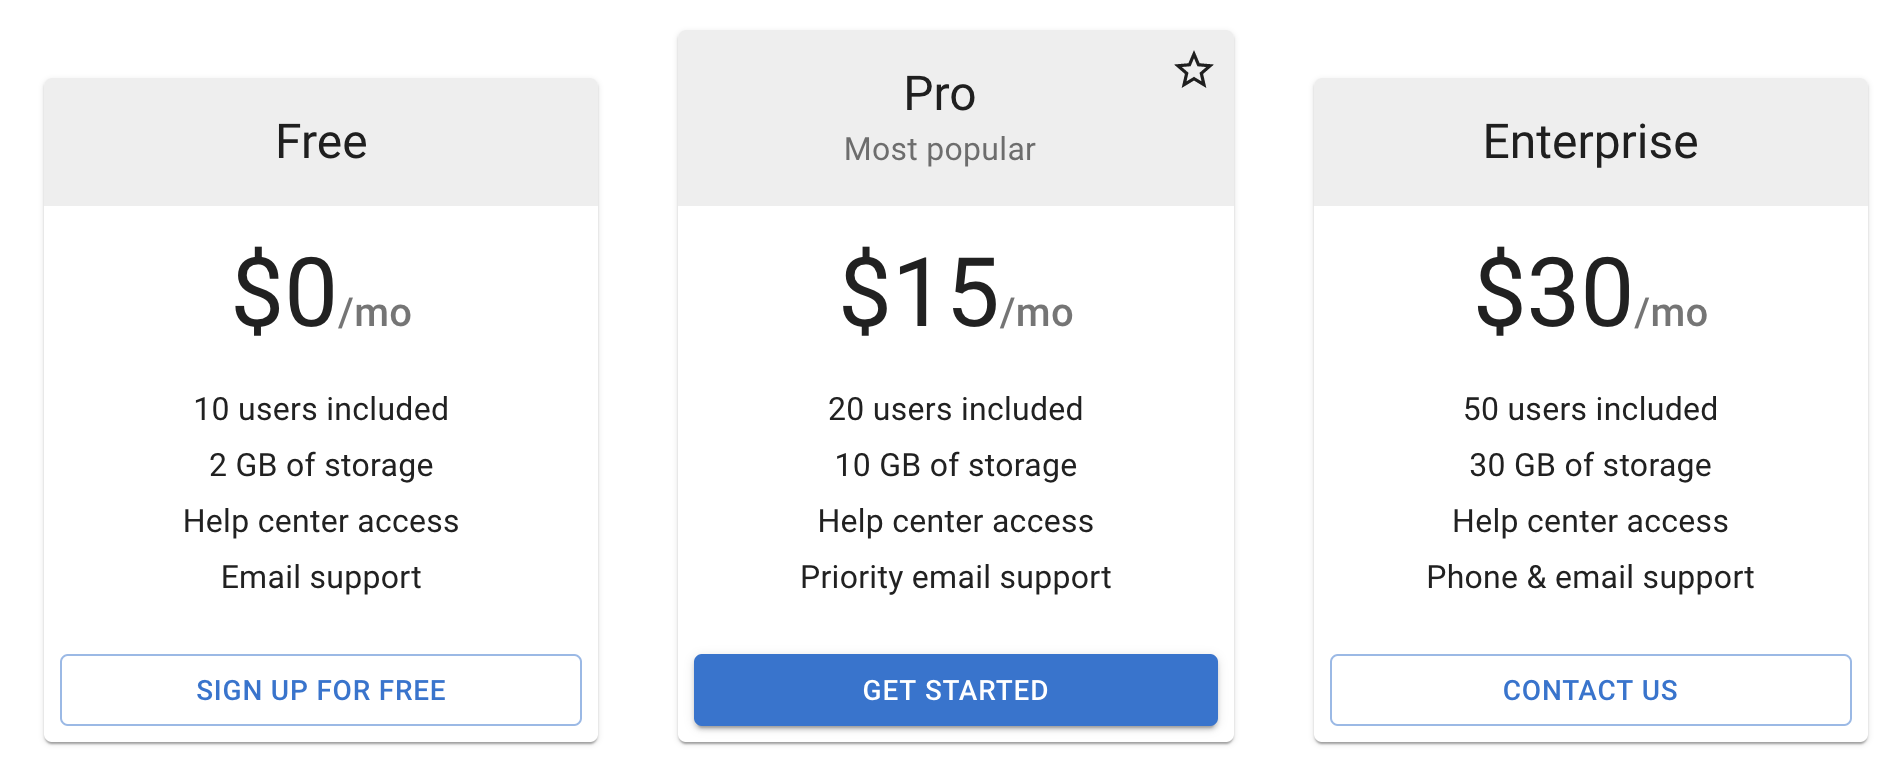 Free
$0/mo
10 users included
2 GB of storage
Help center access
Email support
SIGN UP FOR FREE
Pro
Most popular
$15/mo
20 users included
10 GB of storage
Help center access
Priority email support
GET STARTED
Enterprise
$30/mo
50 users included
30 GB of storage
Help center access
Phone & email support
CONTACT US